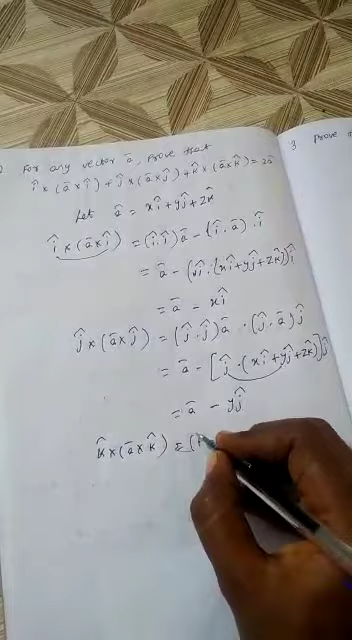 For any vector a̅, prove that
î × (a̅ × î) + ĵ × (a̅ × ĵ) + k̂ × (a̅ × k̂) = 2a̅
Let a̅ = xî + yĵ + zk̂
î × (a̅ × î) = (î . î) a̅ - (î . a̅) . î
= a̅ - (î . (xî + yĵ + zk̂)) î
= a̅ - xî
ĵ × (a̅ × ĵ) = (ĵ . ĵ) a̅ . (ĵ . a̅) ĵ
= a̅ - [ĵ . (xî + yĵ + zk̂)] ĵ
= a̅ - yĵ
k̂ × (a̅ × k̂) = (
3 Prove